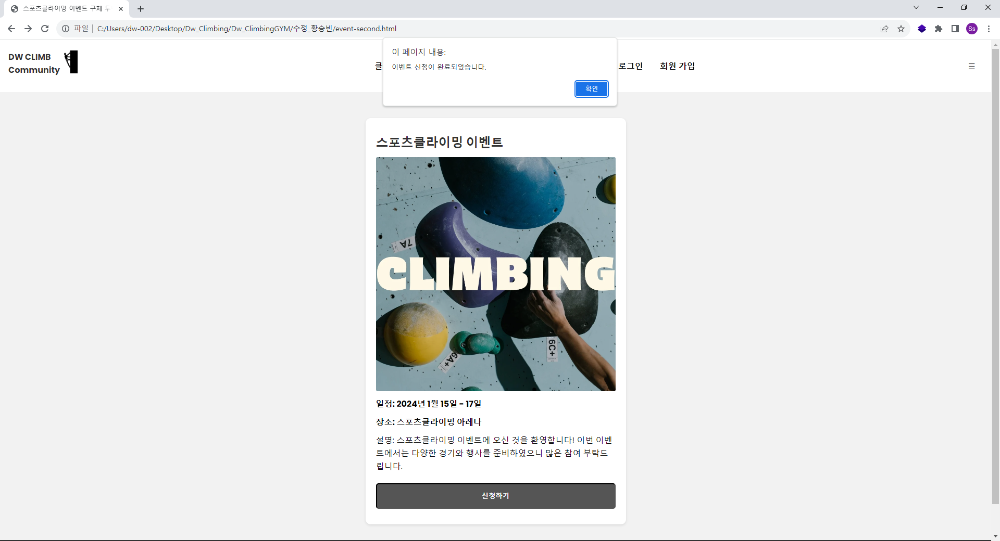 스포츠클라이밍 이벤트 구체 두
파일
C:/Users/dw-002/Desktop/Dw_Climbing/Dw_ClimbingGYM/수정_황승빈/event-second.html
Ss
이 페이지 내용:
이벤트 신청이 완료되었습니다.
확인
DW CLIMB
Community
클
로그인
회원 가입
스포츠클라이밍 이벤트
7A
CLIMBING
6A+
6C+
일정: 2024년 1월 15일 - 17일
장소: 스포츠클라이밍 아레나
설명: 스포츠클라이밍 이벤트에 오신 것을 환영합니다! 이번 이벤
트에서는 다양한 경기와 행사를 준비하였으니 많은 참여 부탁드
립니다.
신청하기